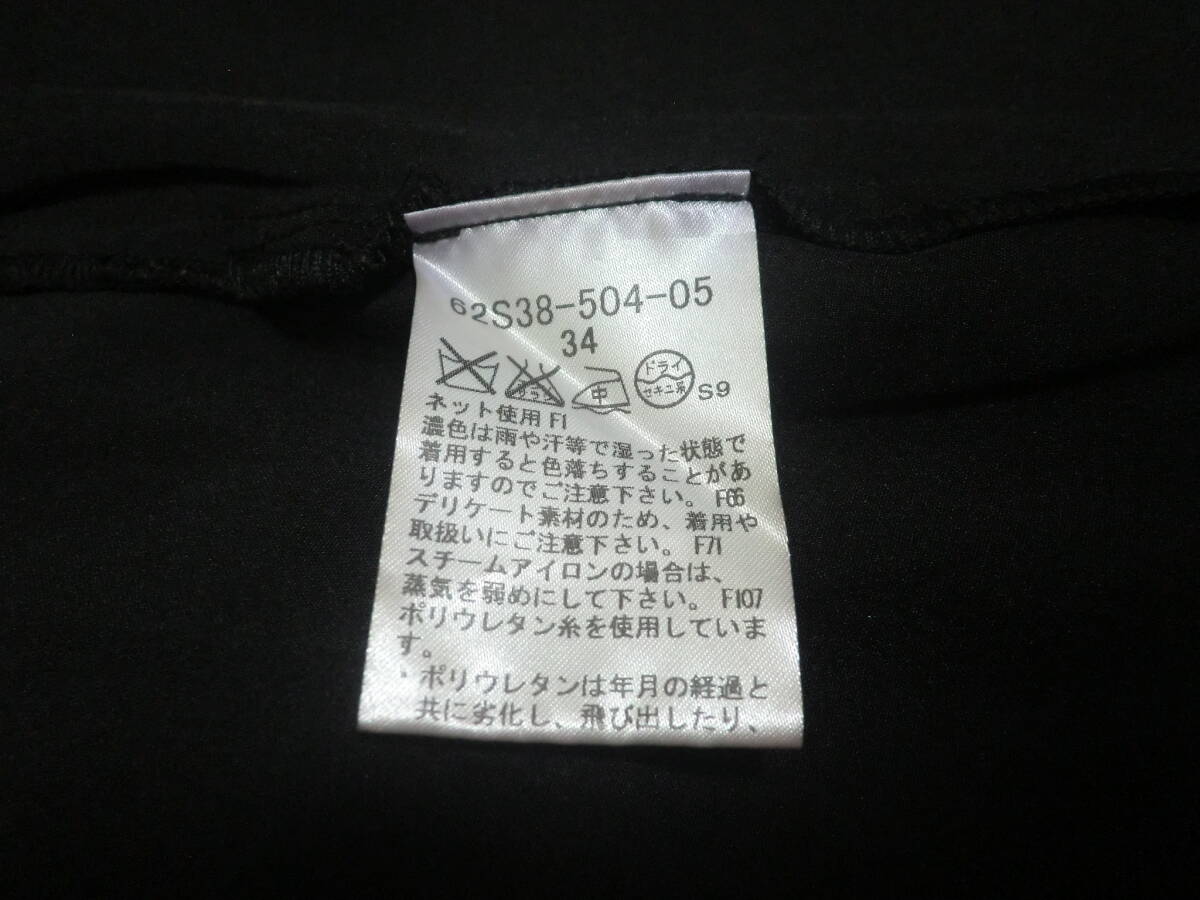 62S38-504-05
34
エンソサラシ 中 ドライ セキユ系 S9
ネット使用 F1
濃色は雨や汗等で湿った状態で
着用すると色落ちすることがあ
りますのでご注意下さい。 F66
デリケート素材のため、着用や
取扱いにご注意下さい。 F71
スチームアイロンの場合は、
蒸気を弱めにして下さい。 F107
ポリウレタン糸を使用していま
す。
・ポリウレタンは年月の経過と
共に劣化し、飛び出したり、